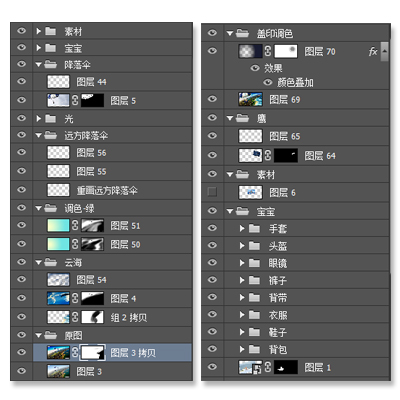 素材
宝宝
降落伞
图层 44
图层 5
光
远方降落伞
图层 56
图层 55
重画远方降落伞
调色-绿
图层 51
图层 50
云海
图层 54
图层 4
组 2 拷贝
原图
图层 3 拷贝
图层 3
盖印调色
图层 70 fx
效果
颜色叠加
图层 69
鹰
图层 65
图层 64
素材
图层 6
宝宝
手套
头盔
眼镜
裤子
背带
衣服
鞋子
背包
图层 1